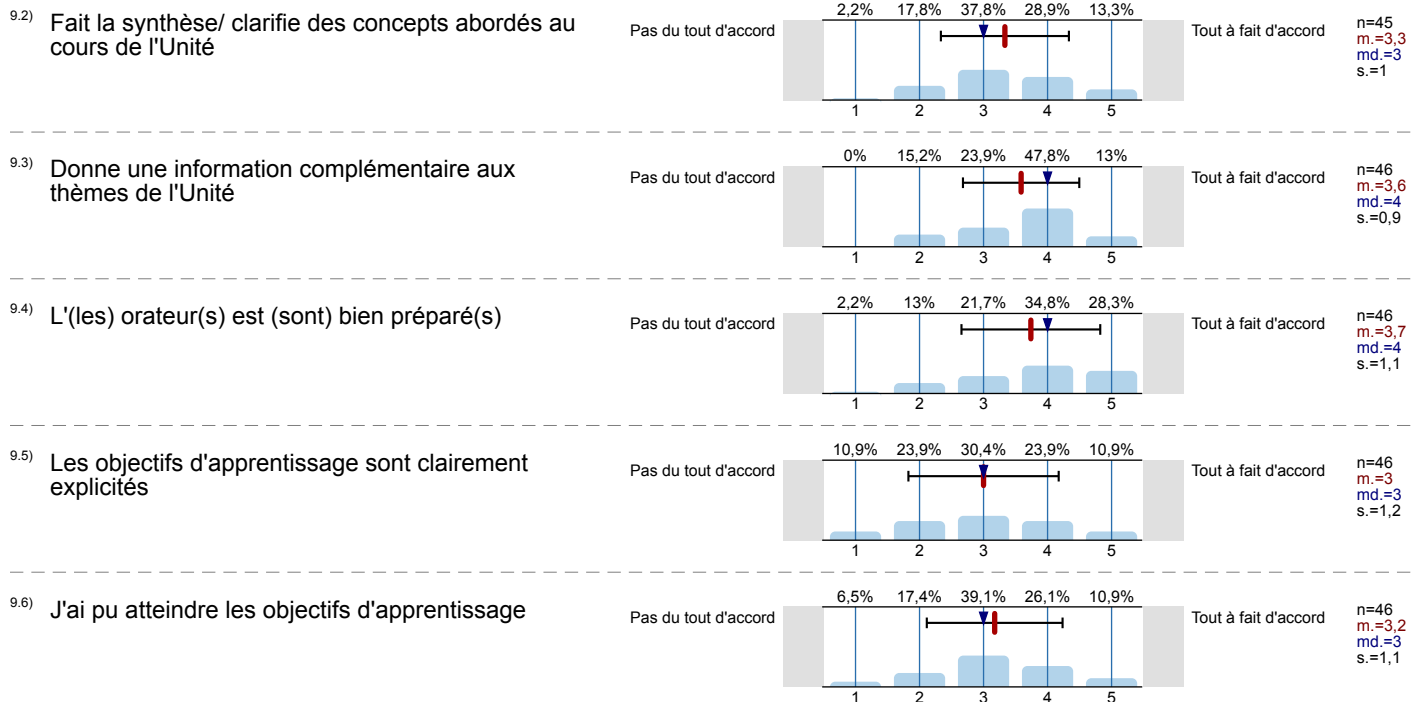 9.2) Fait la synthèse/ clarifie des concepts abordés au
cours de l'Unité
Pas du tout d'accord
2,2% 17,8% 37,8% 28,9% 13,3%
1 2 3 4 5
Tout à fait d'accord
n=45
m.=3,3
md.=3
s.=1
9.3) Donne une information complémentaire aux
thèmes de l'Unité
Pas du tout d'accord
0% 15,2% 23,9% 47,8% 13%
1 2 3 4 5
Tout à fait d'accord
n=46
m.=3,6
md.=4
s.=0,9
9.4) L'(les) orateur(s) est (sont) bien préparé(s)
Pas du tout d'accord
2,2% 13% 21,7% 34,8% 28,3%
1 2 3 4 5
Tout à fait d'accord
n=46
m.=3,7
md.=4
s.=1,1
9.5) Les objectifs d'apprentissage sont clairement
explicités
Pas du tout d'accord
10,9% 23,9% 30,4% 23,9% 10,9%
1 2 3 4 5
Tout à fait d'accord
n=46
m.=3
md.=3
s.=1,2
9.6) J'ai pu atteindre les objectifs d'apprentissage
Pas du tout d'accord
6,5% 17,4% 39,1% 26,1% 10,9%
1 2 3 4 5
Tout à fait d'accord
n=46
m.=3,2
md.=3
s.=1,1